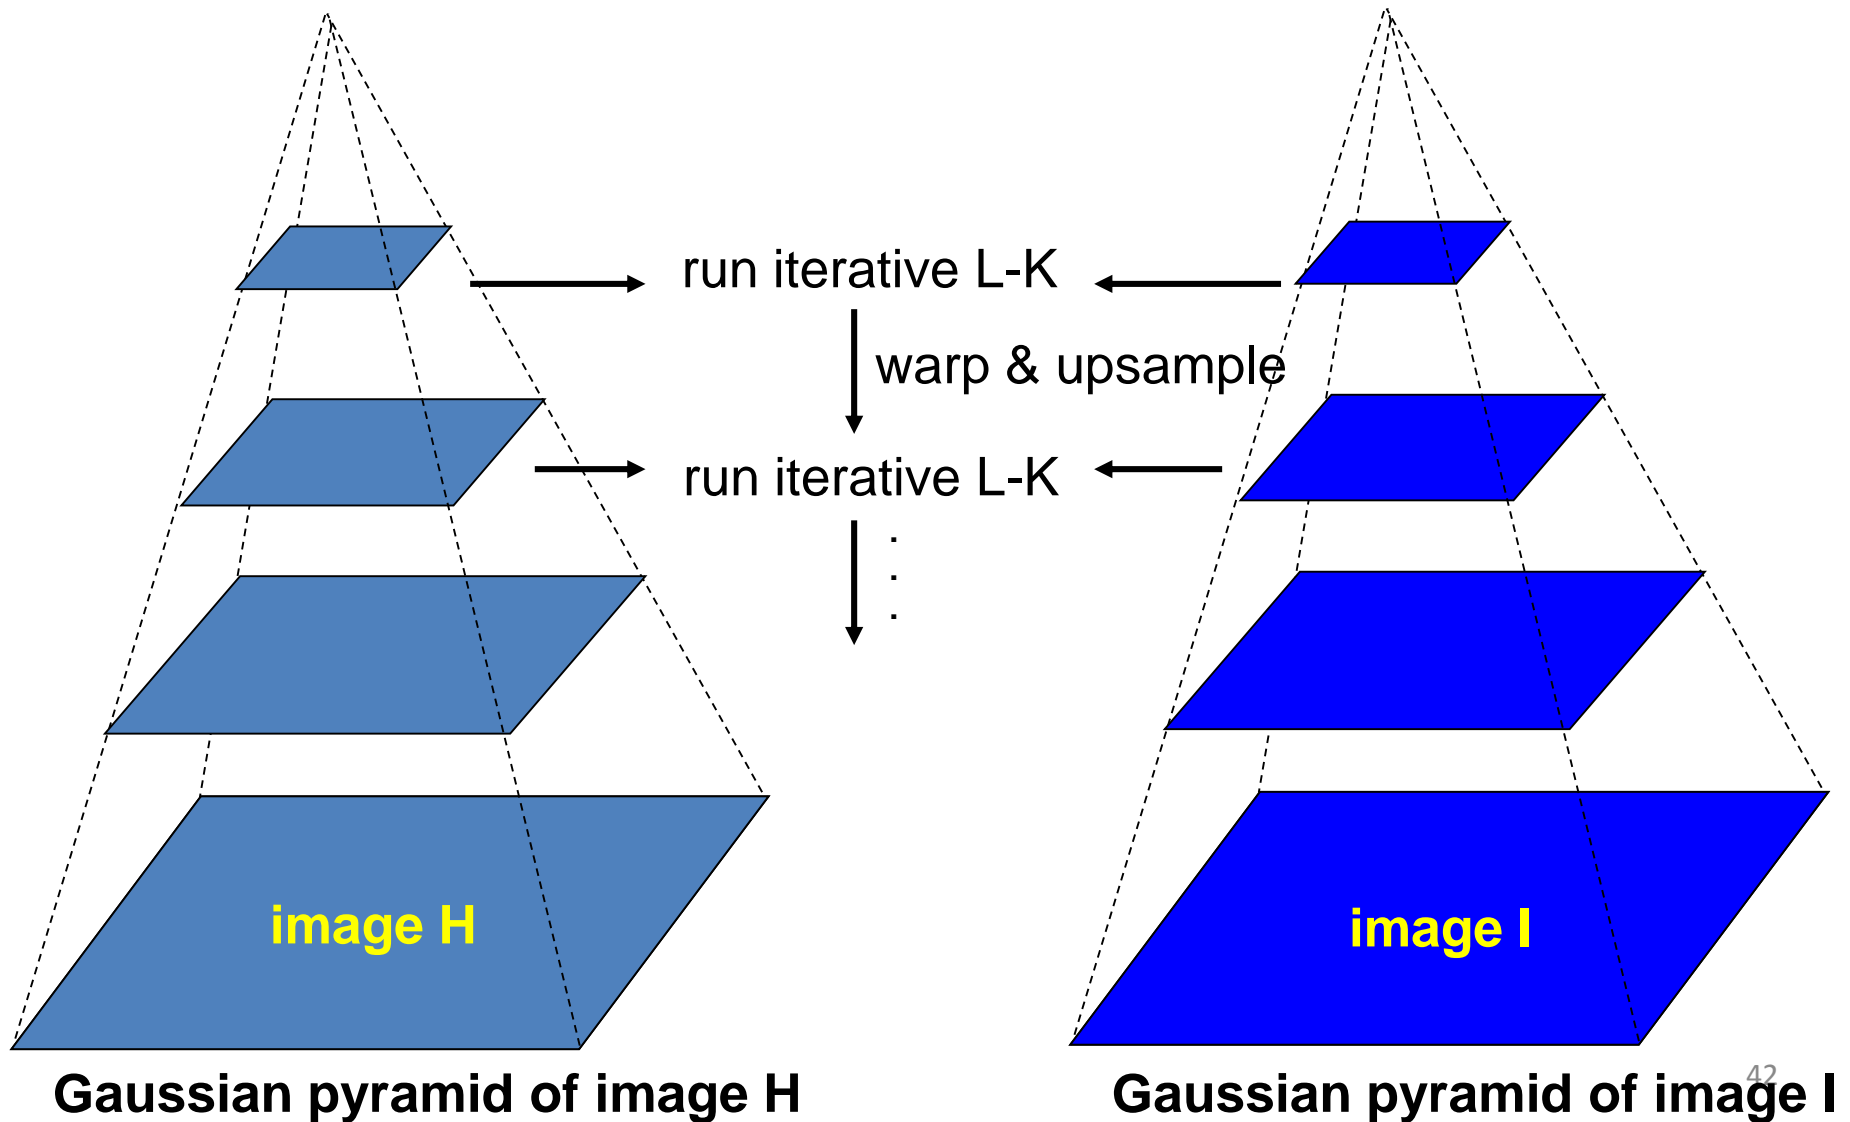 run iterative L-K
warp & upsample
run iterative L-K
.
.
.
image H
image I
Gaussian pyramid of image H
Gaussian pyramid of image I
42